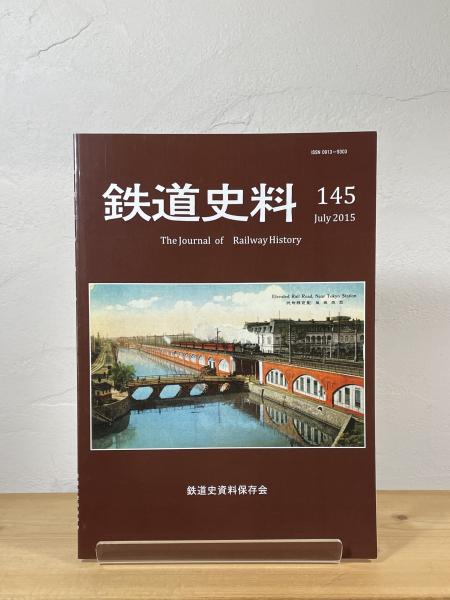 ISSN 0913-9303
鉄道史料
145
July 2015
The Journal of Railway History
Elevated Rail Road, Near Tokyo Station
鉄道史資料保存会